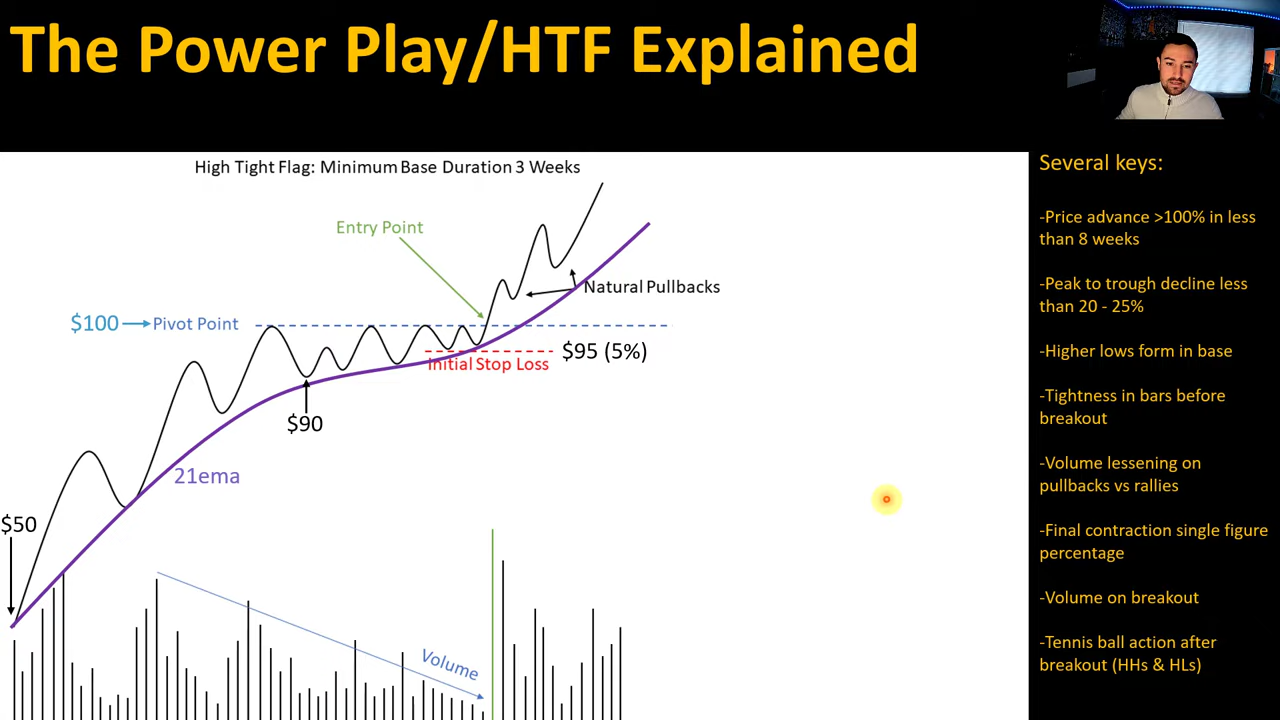 The Power Play/HTF Explained
High Tight Flag: Minimum Base Duration 3 Weeks
Entry Point
Natural Pullbacks
$100
Pivot Point
$95 (5%)
Initial Stop Loss
$90
21ema
$50
Volume
Several keys:
-Price advance >100% in less
than 8 weeks
-Peak to trough decline less
than 20 - 25%
-Higher lows form in base
-Tightness in bars before
breakout
-Volume lessening on
pullbacks vs rallies
-Final contraction single figure
percentage
-Volume on breakout
-Tennis ball action after
breakout (HHs & HLs)